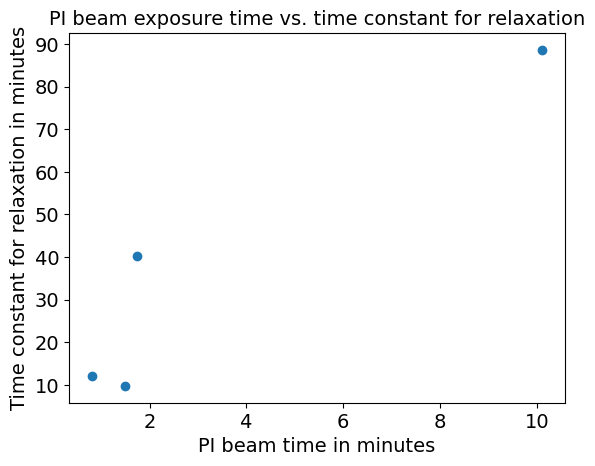 PI beam exposure time vs. time constant for relaxation
Time constant for relaxation in minutes
90
80
70
60
50
40
30
20
10
2 4 6 8 10
PI beam time in minutes